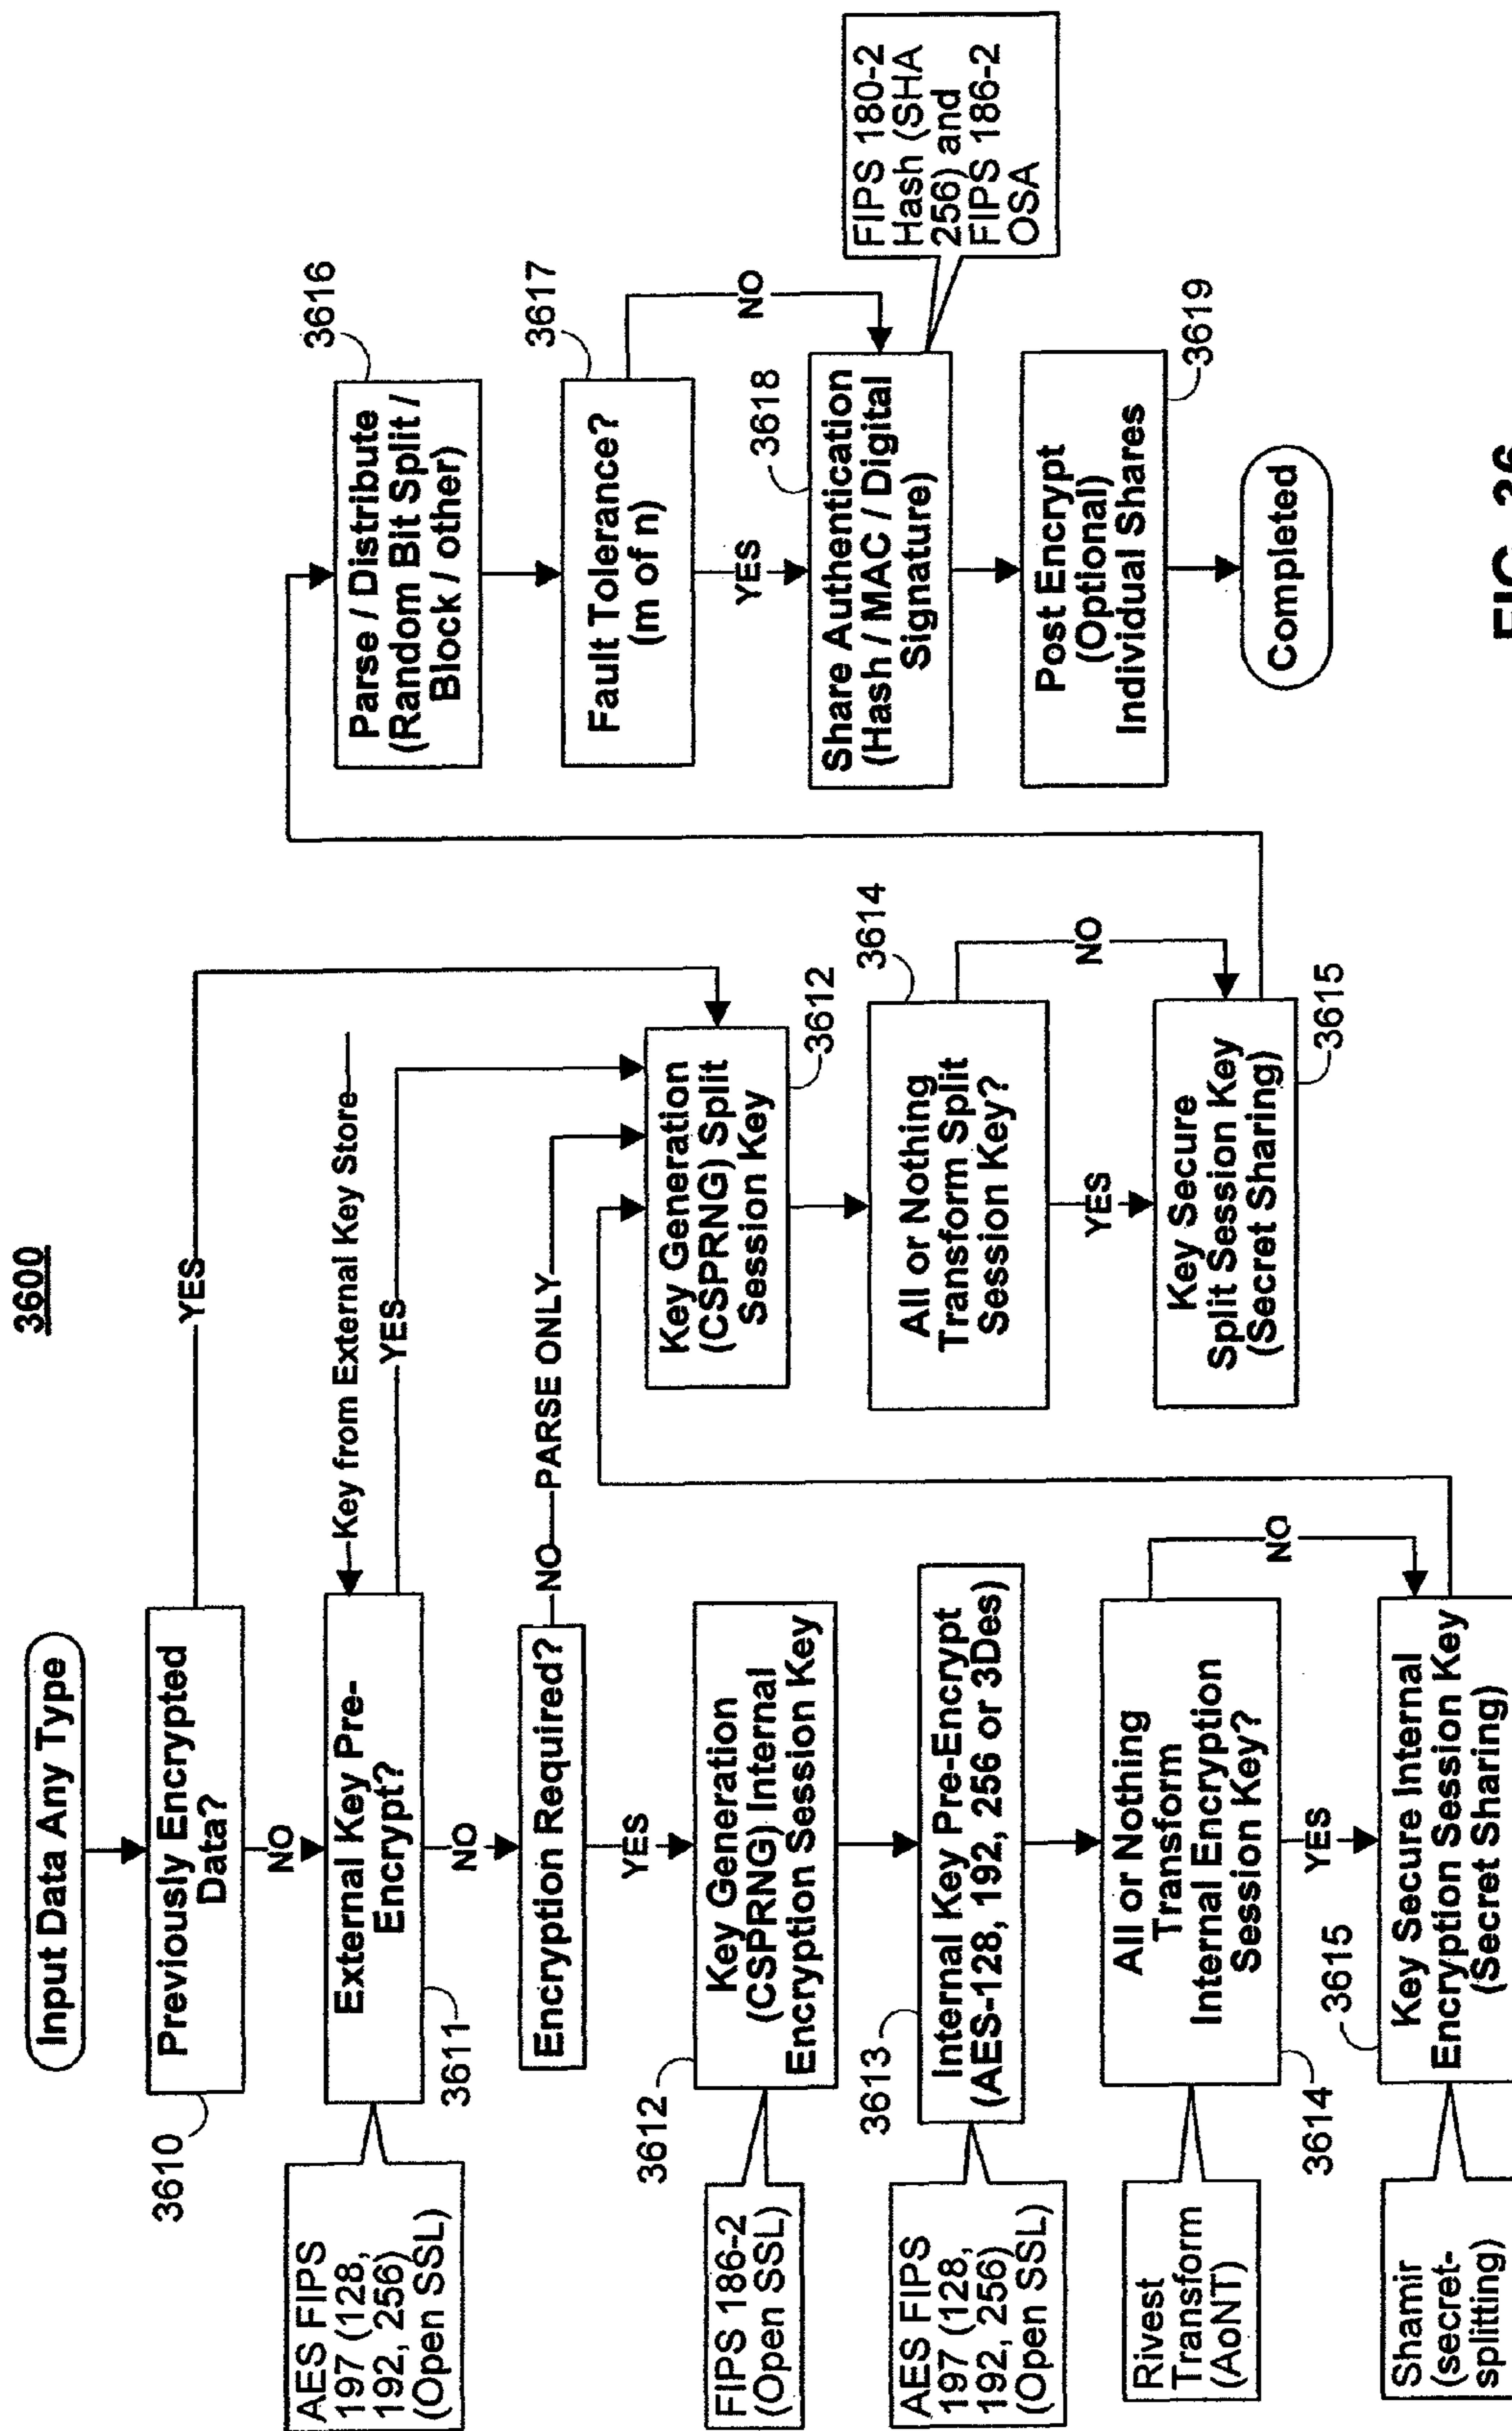 3600
Input Data Any Type
Previously Encrypted
Data?
3610
YES
NO
Key from External Key Store
External Key Pre-
Encrypt?
3611
AES FIPS
197 (128,
192, 256)
(Open SSL)
YES
NO
Encryption Required?
NO
PARSE ONLY
YES
Key Generation
(CSPRNG) Internal
Encryption Session Key
3612
FIPS 186-2
(Open SSL)
Internal Key Pre-Encrypt
(AES-128, 192, 256 or 3Des)
3613
AES FIPS
197 (128,
192, 256)
(Open SSL)
All or Nothing
Transform
Internal Encryption
Session Key?
3614
Rivest
Transform
(AoNT)
NO
YES
Key Secure Internal
Encryption Session Key
(Secret Sharing)
3615
Shamir
(secret-
splitting)
Key Generation
(CSPRNG) Split
Session Key
3612
All or Nothing
Transform Split
Session Key?
3614
NO
YES
Key Secure
Split Session Key
(Secret Sharing)
3615
Parse / Distribute
(Random Bit Split /
Block / other)
3616
Fault Tolerance?
(m of n)
3617
NO
YES
Share Authentication
(Hash / MAC / Digital
Signature)
3618
FIPS 180-2
Hash (SHA
256) and
FIPS 186-2
OSA
Post Encrypt
(Optional)
Individual Shares
3619
Completed
FIG. 36